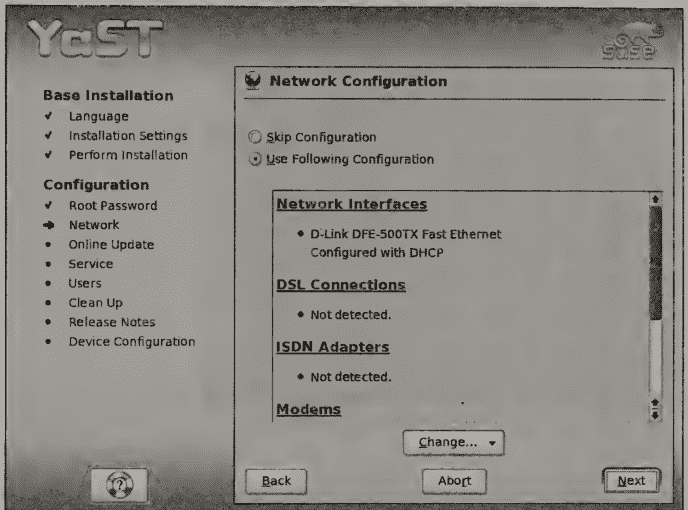 YaST
SuSE
Base Installation
✔ Language
✔ Installation Settings
✔ Perform Installation
Configuration
✔ Root Password
➔ Network
• Online Update
• Service
• Users
• Clean Up
• Release Notes
• Device Configuration
Network Configuration
Skip Configuration
Use Following Configuration
Network Interfaces
• D-Link DFE-500TX Fast Ethernet
Configured with DHCP
DSL Connections
• Not detected.
ISDN Adapters
• Not detected.
Modems
Change...
?
Back
Abort
Next